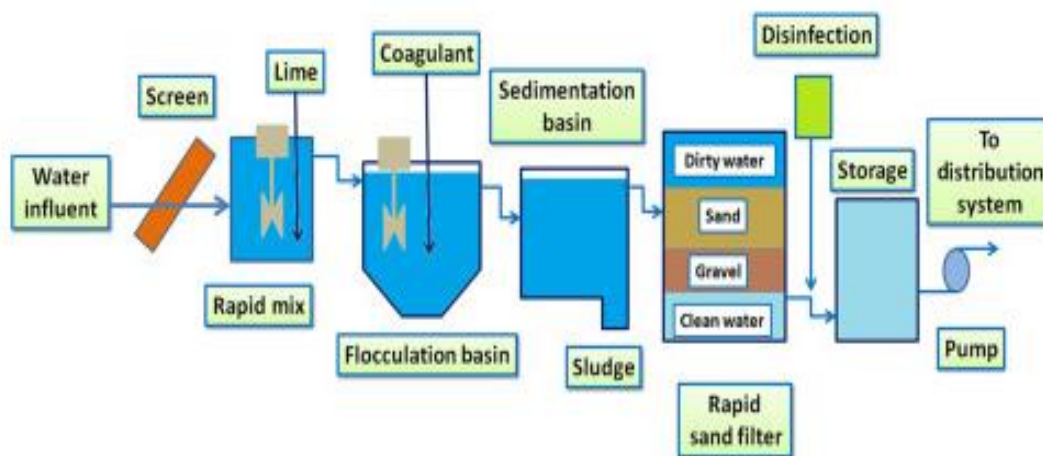 Water
influent
Screen
Lime
Rapid mix
Coagulant
Flocculation basin
Sedimentation
basin
Sludge
Dirty water
Sand
Gravel
Clean water
Rapid
sand filter
Disinfection
Storage
To
distribution
system
Pump